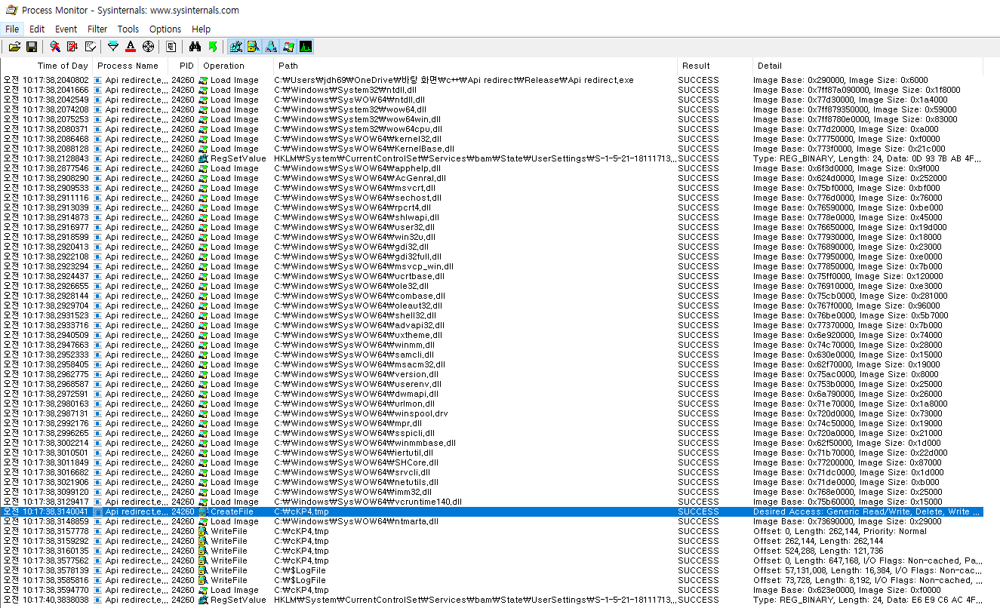 Process Monitor - Sysinternals: www.sysinternals.com
File Edit Event Filter Tools Options Help
Time of Day Process Name PID Operation Path Result Detail
오전 10:17:38,2040802 Api redirect,e,,, 24260 Load Image C:₩Users₩jdh69₩OneDrive₩바탕 화면₩c++₩Api redirect₩Release₩Api redirect,exe SUCCESS Image Base: 0x290000, Image Size: 0x6000
오전 10:17:38,2041666 Api redirect,e,,, 24260 Load Image C:₩Windows₩System32₩ntdll,dll SUCCESS Image Base: 0x7ff87a090000, Image Size: 0x1f8000
오전 10:17:38,2042549 Api redirect,e,,, 24260 Load Image C:₩Windows₩SysWOW64₩ntdll,dll SUCCESS Image Base: 0x77d30000, Image Size: 0x1a4000
오전 10:17:38,2074208 Api redirect,e,,, 24260 Load Image C:₩Windows₩System32₩wow64,dll SUCCESS Image Base: 0x7ff879350000, Image Size: 0x59000
오전 10:17:38,2075253 Api redirect,e,,, 24260 Load Image C:₩Windows₩System32₩wow64win,dll SUCCESS Image Base: 0x7ff8780e0000, Image Size: 0x83000
오전 10:17:38,2080371 Api redirect,e,,, 24260 Load Image C:₩Windows₩System32₩wow64cpu,dll SUCCESS Image Base: 0x77d20000, Image Size: 0xa000
오전 10:17:38,2086468 Api redirect,e,,, 24260 Load Image C:₩Windows₩SysWOW64₩kernel32,dll SUCCESS Image Base: 0x77750000, Image Size: 0xf0000
오전 10:17:38,2088128 Api redirect,e,,, 24260 Load Image C:₩Windows₩SysWOW64₩KernelBase,dll SUCCESS Image Base: 0x773f0000, Image Size: 0x21c000
오전 10:17:38,2128843 Api redirect,e,,, 24260 RegSetValue HKLM₩System₩CurrentControlSet₩Services₩bam₩State₩UserSettings₩S-1-5-21-18111713,,, SUCCESS Type: REG_BINARY, Length: 24, Data: 0D 93 7B AB 4F,,,
오전 10:17:38,2877546 Api redirect,e,,, 24260 Load Image C:₩Windows₩SysWOW64₩apphelp,dll SUCCESS Image Base: 0x6f3d0000, Image Size: 0x9f000
오전 10:17:38,2908290 Api redirect,e,,, 24260 Load Image C:₩Windows₩SysWOW64₩AcGenral,dll SUCCESS Image Base: 0x624d0000, Image Size: 0x252000
오전 10:17:38,2909533 Api redirect,e,,, 24260 Load Image C:₩Windows₩SysWOW64₩msvcrt,dll SUCCESS Image Base: 0x75bf0000, Image Size: 0xbf000
오전 10:17:38,2911116 Api redirect,e,,, 24260 Load Image C:₩Windows₩SysWOW64₩sechost,dll SUCCESS Image Base: 0x776d0000, Image Size: 0x76000
오전 10:17:38,2913039 Api redirect,e,,, 24260 Load Image C:₩Windows₩SysWOW64₩rpcrt4,dll SUCCESS Image Base: 0x76590000, Image Size: 0xbe000
오전 10:17:38,2914873 Api redirect,e,,, 24260 Load Image C:₩Windows₩SysWOW64₩shlwapi,dll SUCCESS Image Base: 0x778e0000, Image Size: 0x45000
오전 10:17:38,2916977 Api redirect,e,,, 24260 Load Image C:₩Windows₩SysWOW64₩user32,dll SUCCESS Image Base: 0x76650000, Image Size: 0x19d000
오전 10:17:38,2918599 Api redirect,e,,, 24260 Load Image C:₩Windows₩SysWOW64₩win32u,dll SUCCESS Image Base: 0x77930000, Image Size: 0x18000
오전 10:17:38,2920413 Api redirect,e,,, 24260 Load Image C:₩Windows₩SysWOW64₩gdi32,dll SUCCESS Image Base: 0x76890000, Image Size: 0x23000
오전 10:17:38,2922108 Api redirect,e,,, 24260 Load Image C:₩Windows₩SysWOW64₩gdi32full,dll SUCCESS Image Base: 0x77950000, Image Size: 0xe0000
오전 10:17:38,2923294 Api redirect,e,,, 24260 Load Image C:₩Windows₩SysWOW64₩msvcp_win,dll SUCCESS Image Base: 0x77850000, Image Size: 0x7b000
오전 10:17:38,2924437 Api redirect,e,,, 24260 Load Image C:₩Windows₩SysWOW64₩ucrtbase,dll SUCCESS Image Base: 0x75ff0000, Image Size: 0x120000
오전 10:17:38,2926655 Api redirect,e,,, 24260 Load Image C:₩Windows₩SysWOW64₩ole32,dll SUCCESS Image Base: 0x76910000, Image Size: 0xe3000
오전 10:17:38,2928144 Api redirect,e,,, 24260 Load Image C:₩Windows₩SysWOW64₩combase,dll SUCCESS Image Base: 0x75cb0000, Image Size: 0x281000
오전 10:17:38,2929704 Api redirect,e,,, 24260 Load Image C:₩Windows₩SysWOW64₩oleaut32,dll SUCCESS Image Base: 0x767f0000, Image Size: 0x96000
오전 10:17:38,2931523 Api redirect,e,,, 24260 Load Image C:₩Windows₩SysWOW64₩shell32,dll SUCCESS Image Base: 0x76be0000, Image Size: 0x5b7000
오전 10:17:38,2933716 Api redirect,e,,, 24260 Load Image C:₩Windows₩SysWOW64₩advapi32,dll SUCCESS Image Base: 0x77370000, Image Size: 0x7b000
오전 10:17:38,2940509 Api redirect,e,,, 24260 Load Image C:₩Windows₩SysWOW64₩uxtheme,dll SUCCESS Image Base: 0x6e920000, Image Size: 0x74000
오전 10:17:38,2947663 Api redirect,e,,, 24260 Load Image C:₩Windows₩SysWOW64₩winmm,dll SUCCESS Image Base: 0x74c70000, Image Size: 0x28000
오전 10:17:38,2952333 Api redirect,e,,, 24260 Load Image C:₩Windows₩SysWOW64₩samcli,dll SUCCESS Image Base: 0x630e0000, Image Size: 0x15000
오전 10:17:38,2958405 Api redirect,e,,, 24260 Load Image C:₩Windows₩SysWOW64₩msacm32,dll SUCCESS Image Base: 0x62f70000, Image Size: 0x19000
오전 10:17:38,2962775 Api redirect,e,,, 24260 Load Image C:₩Windows₩SysWOW64₩version,dll SUCCESS Image Base: 0x75ac0000, Image Size: 0x8000
오전 10:17:38,2968587 Api redirect,e,,, 24260 Load Image C:₩Windows₩SysWOW64₩userenv,dll SUCCESS Image Base: 0x753b0000, Image Size: 0x25000
오전 10:17:38,2972591 Api redirect,e,,, 24260 Load Image C:₩Windows₩SysWOW64₩dwmapi,dll SUCCESS Image Base: 0x6a790000, Image Size: 0x26000
오전 10:17:38,2980163 Api redirect,e,,, 24260 Load Image C:₩Windows₩SysWOW64₩urlmon,dll SUCCESS Image Base: 0x71e70000, Image Size: 0x1a8000
오전 10:17:38,2987131 Api redirect,e,,, 24260 Load Image C:₩Windows₩SysWOW64₩winspool,drv SUCCESS Image Base: 0x720d0000, Image Size: 0x73000
오전 10:17:38,2992176 Api redirect,e,,, 24260 Load Image C:₩Windows₩SysWOW64₩mpr,dll SUCCESS Image Base: 0x74c50000, Image Size: 0x19000
오전 10:17:38,2996265 Api redirect,e,,, 24260 Load Image C:₩Windows₩SysWOW64₩sspicli,dll SUCCESS Image Base: 0x720a0000, Image Size: 0x21000
오전 10:17:38,3002214 Api redirect,e,,, 24260 Load Image C:₩Windows₩SysWOW64₩winmmbase,dll SUCCESS Image Base: 0x62f50000, Image Size: 0x1d000
오전 10:17:38,3010501 Api redirect,e,,, 24260 Load Image C:₩Windows₩SysWOW64₩iertutil,dll SUCCESS Image Base: 0x71b70000, Image Size: 0x22d000
오전 10:17:38,3011849 Api redirect,e,,, 24260 Load Image C:₩Windows₩SysWOW64₩SHCore,dll SUCCESS Image Base: 0x77200000, Image Size: 0x87000
오전 10:17:38,3016682 Api redirect,e,,, 24260 Load Image C:₩Windows₩SysWOW64₩srvcli,dll SUCCESS Image Base: 0x71dc0000, Image Size: 0x1d000
오전 10:17:38,3021906 Api redirect,e,,, 24260 Load Image C:₩Windows₩SysWOW64₩netutils,dll SUCCESS Image Base: 0x71de0000, Image Size: 0xb000
오전 10:17:38,3099120 Api redirect,e,,, 24260 Load Image C:₩Windows₩SysWOW64₩imm32,dll SUCCESS Image Base: 0x768e0000, Image Size: 0x25000
오전 10:17:38,3129417 Api redirect,e,,, 24260 Load Image C:₩Windows₩SysWOW64₩vcruntime140,dll SUCCESS Image Base: 0x75b60000, Image Size: 0x15000
오전 10:17:38,3140041 Api redirect,e,,, 24260 CreateFile C:₩cKP4,tmp SUCCESS Desired Access: Generic Read/Write, Delete, Write ,,,
오전 10:17:38,3148859 Api redirect,e,,, 24260 Load Image C:₩Windows₩SysWOW64₩ntmarta,dll SUCCESS Image Base: 0x73690000, Image Size: 0x29000
오전 10:17:38,3157778 Api redirect,e,,, 24260 WriteFile C:₩cKP4,tmp SUCCESS Offset: 0, Length: 262,144, Priority: Normal
오전 10:17:38,3159292 Api redirect,e,,, 24260 WriteFile C:₩cKP4,tmp SUCCESS Offset: 262,144, Length: 262,144
오전 10:17:38,3160135 Api redirect,e,,, 24260 WriteFile C:₩cKP4,tmp SUCCESS Offset: 524,288, Length: 121,736
오전 10:17:38,3577562 Api redirect,e,,, 24260 WriteFile C:₩cKP4,tmp SUCCESS Offset: 0, Length: 647,168, I/O Flags: Non-cached, Pa,,,
오전 10:17:38,3578139 Api redirect,e,,, 24260 WriteFile C:₩$LogFile SUCCESS Offset: 57,131,008, Length: 16,384, I/O Flags: Non-cac,,,
오전 10:17:38,3585816 Api redirect,e,,, 24260 WriteFile C:₩$LogFile SUCCESS Offset: 73,728, Length: 8,192, I/O Flags: Non-cached, ,,,
오전 10:17:38,3594770 Api redirect,e,,, 24260 Load Image C:₩cKP4,tmp SUCCESS Image Base: 0x623e0000, Image Size: 0xf0000
오전 10:17:40,3838038 Api redirect,e,,, 24260 RegSetValue HKLM₩System₩CurrentControlSet₩Services₩bam₩State₩UserSettings₩S-1-5-21-18111713,,, SUCCESS Type: REG_BINARY, Length: 24, Data: E6 E9 C6 AC 4F,,,